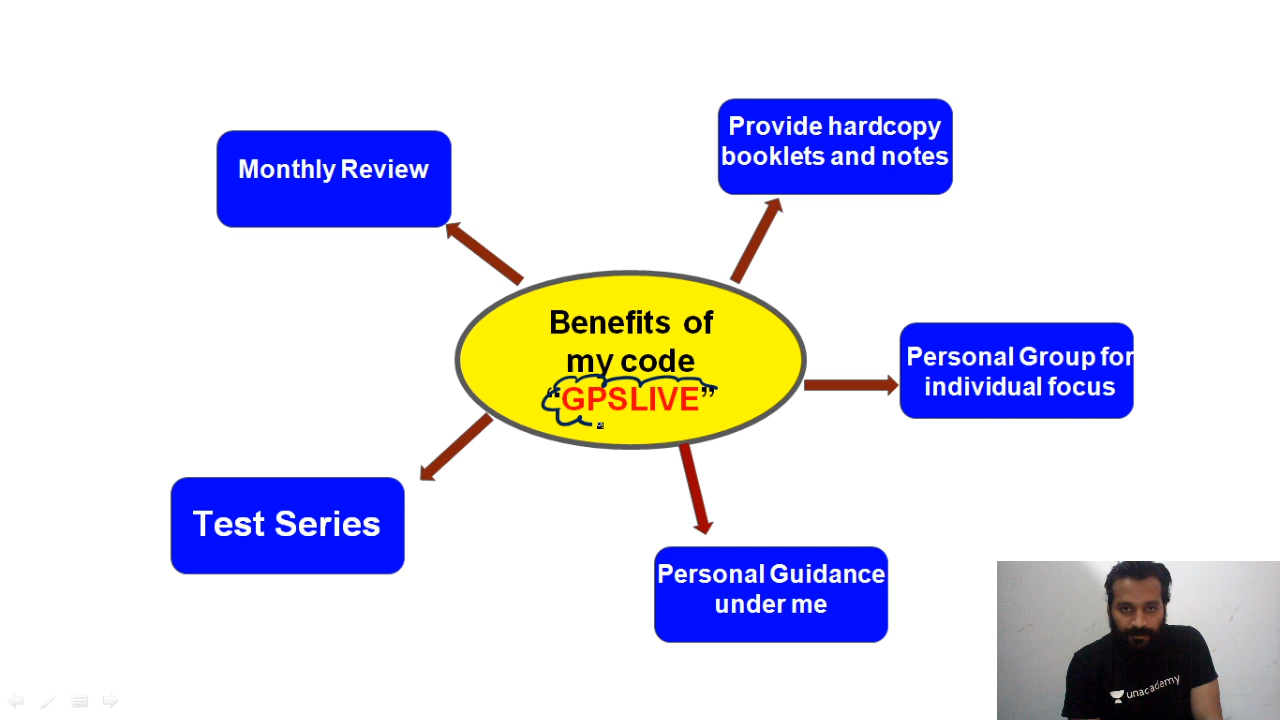 Monthly Review
Provide hardcopy
booklets and notes
Benefits of
my code
“GPSLIVE”
Personal Group for
individual focus
Test Series
Personal Guidance
under me
unacademy